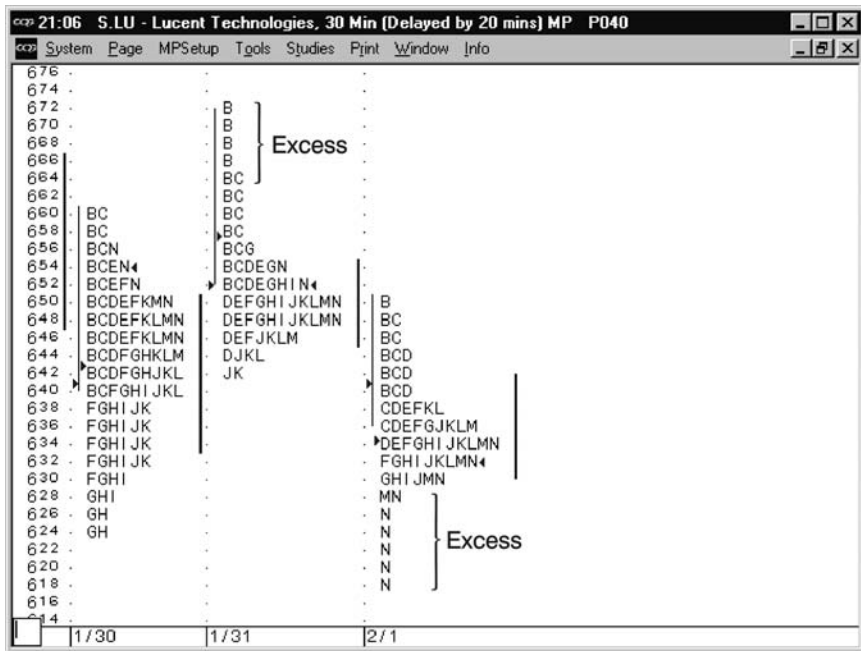 21:06 S.LU - Lucent Technologies, 30 Min (Delayed by 20 mins) MP P040
System Page MPSetup Tools Studies Print Window Info
676
674
672 B
670 B
668 B Excess
666 B
664 BC
662 BC
660 BC BC
658 BC BC
656 BCN BCG
654 BCEN BCDEGN
652 BCEFN BCDEGHIN
650 BCDEFKMN DEFGHIJKLMN B
648 BCDEFKLMN DEFGHIJKLMN BC
646 BCDEFKLMN DEFJKLM BC
644 BCDFGHKLM DJKL BCD
642 BCDFGHJKL JK BCD
640 BCFGHIJKL BCD
638 FGHIJK CDEFKL
636 FGHIJK CDEFGJKLM
634 FGHIJK DEFGHIJKLMN
632 FGHIJK FGHIJKLMN
630 FGHI GHIJMN
628 GHI MN
626 GH N
624 GH N Excess
622 N
620 N
618 N
616
14
1/30 1/31 2/1